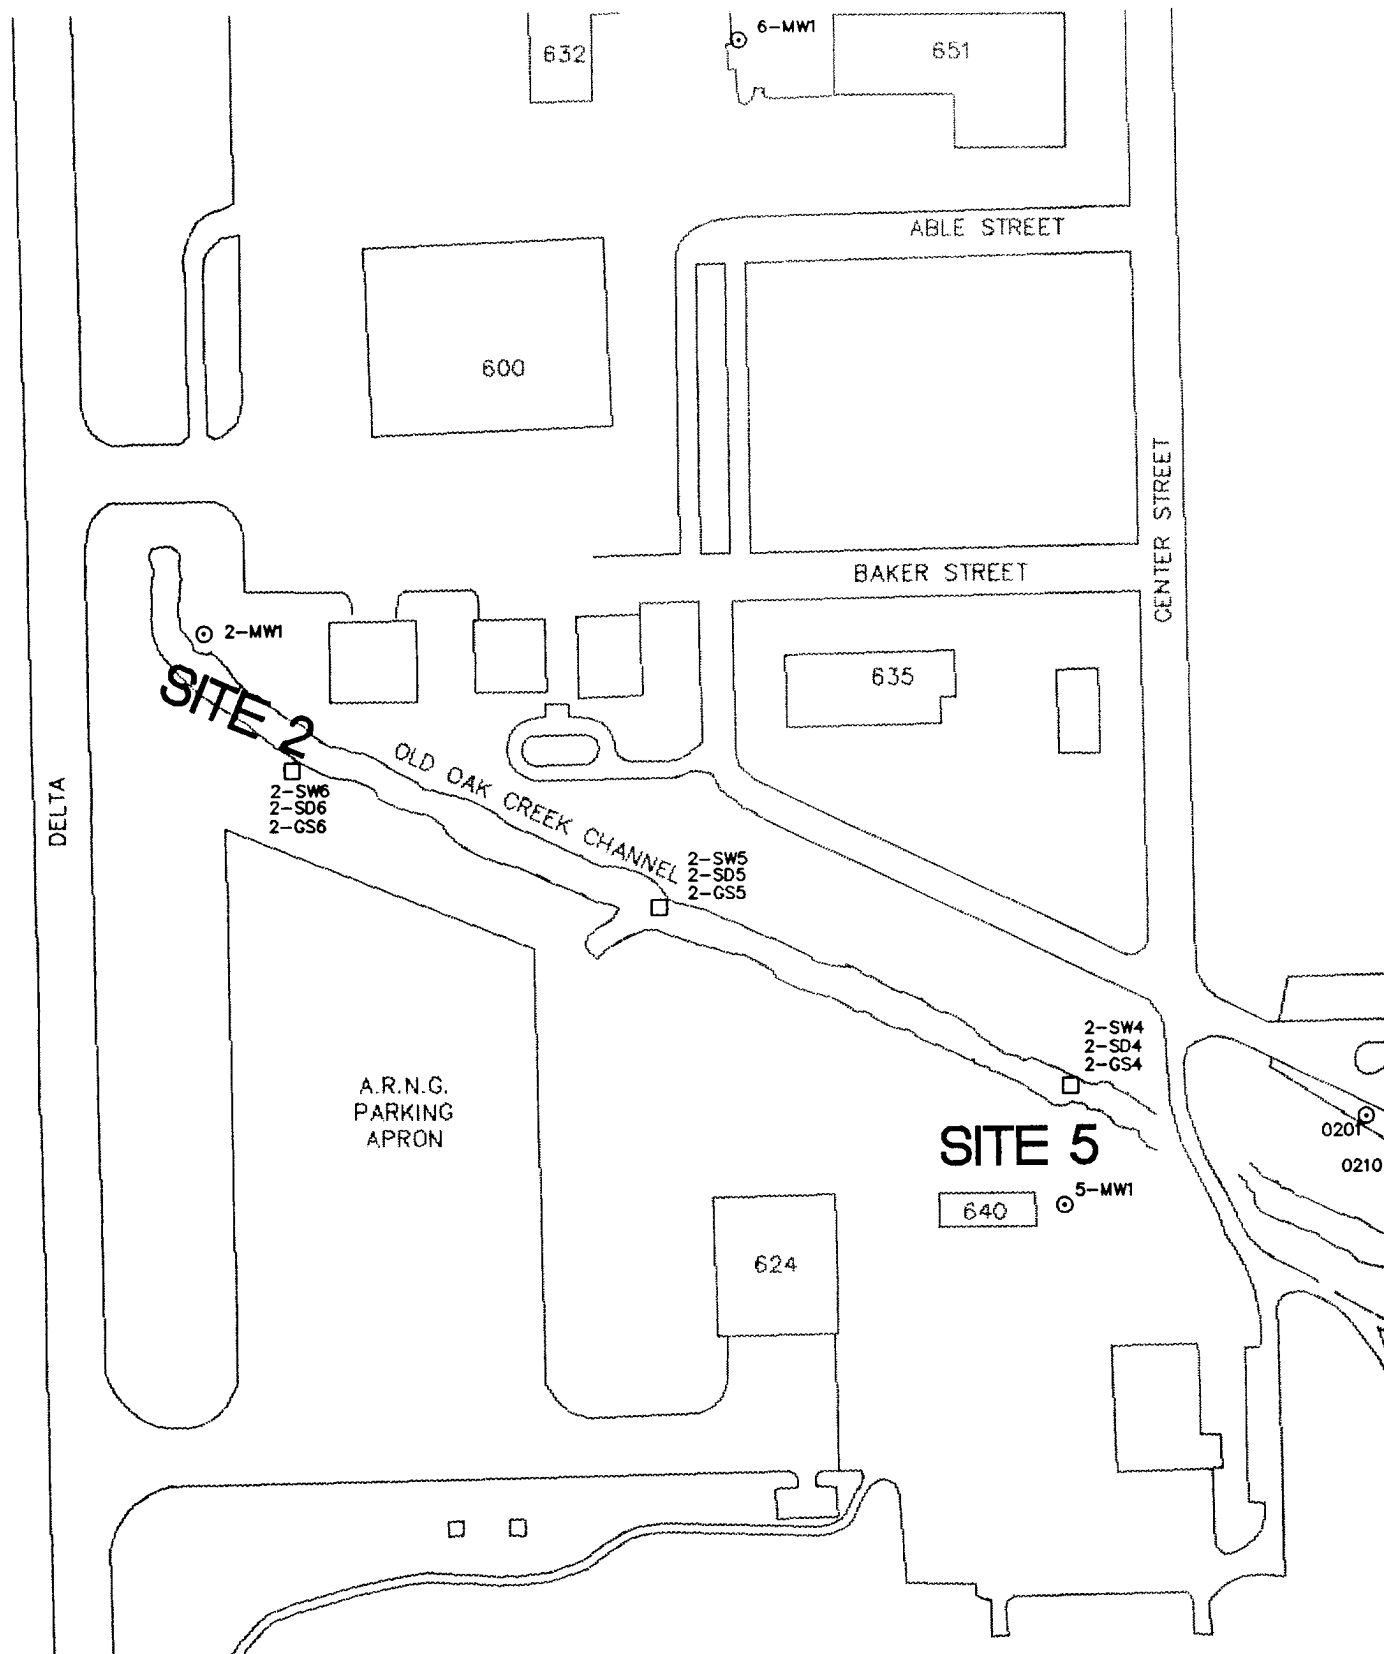 6-MW1
632
651
ABLE STREET
600
CENTER STREET
BAKER STREET
2-MW1
635
SITE 2
OLD OAK CREEK CHANNEL
DELTA
2-SW6
2-SD6
2-GS6
2-SW5
2-SD5
2-GS5
2-SW4
2-SD4
2-GS4
A.R.N.G.
PARKING
APRON
0201
SITE 5
0210
5-MW1
640
624